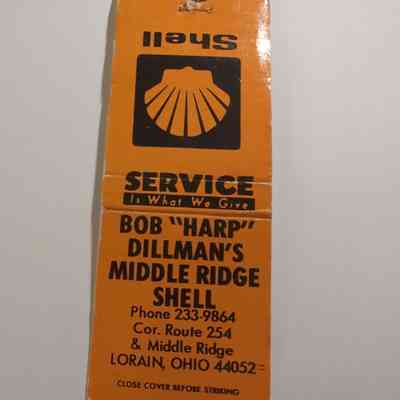 Shell
SERVICE
Is What We Give
BOB "HARP"
DILLMAN'S
MIDDLE RIDGE
SHELL
Phone 233-9864
Cor. Route 254
& Middle Ridge
LORAIN, OHIO 44052
CLOSE COVER BEFORE STRIKING